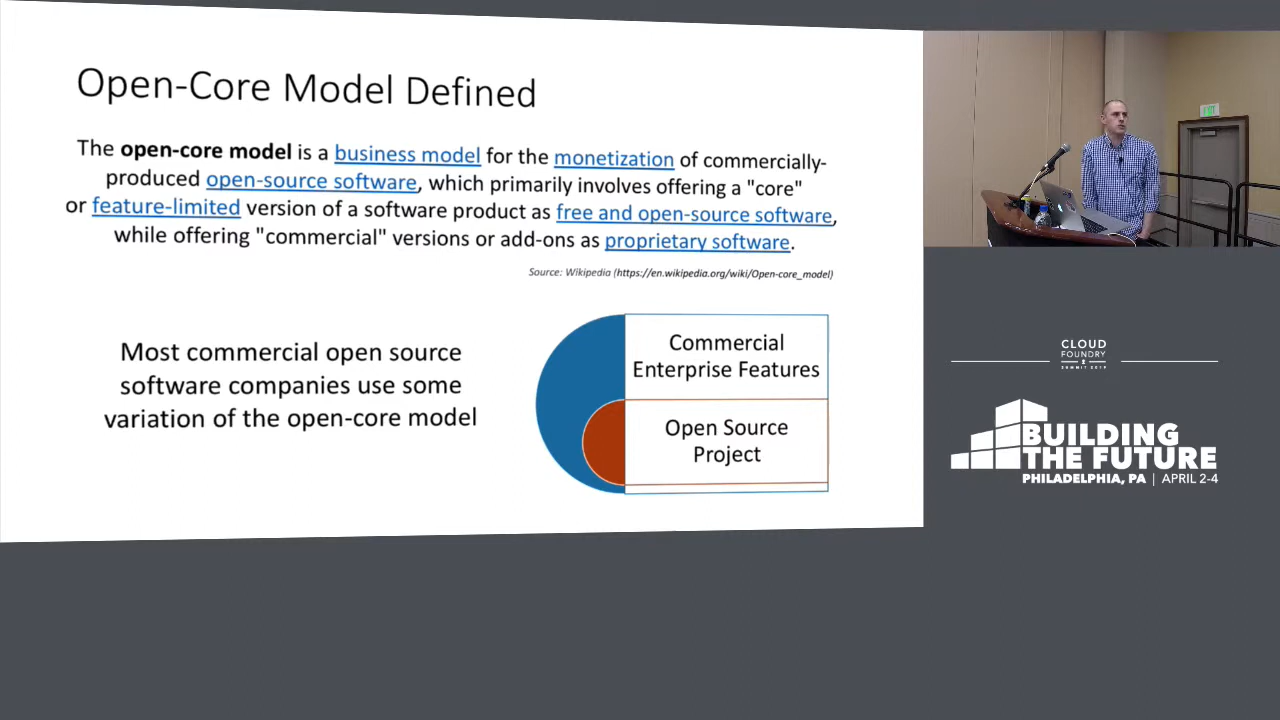 Open-Core Model Defined
The open-core model is a business model for the monetization of commercially-
produced open-source software, which primarily involves offering a "core"
or feature-limited version of a software product as free and open-source software,
while offering "commercial" versions or add-ons as proprietary software.
Source: Wikipedia (https://en.wikipedia.org/wiki/Open-core_model)
Most commercial open source
software companies use some
variation of the open-core model
Commercial
Enterprise Features
Open Source
Project
EXIT
CLOUD
FOUNDRY
SUMMIT 2019
BUILDING
THE FUTURE
PHILADELPHIA, PA | APRIL 2-4